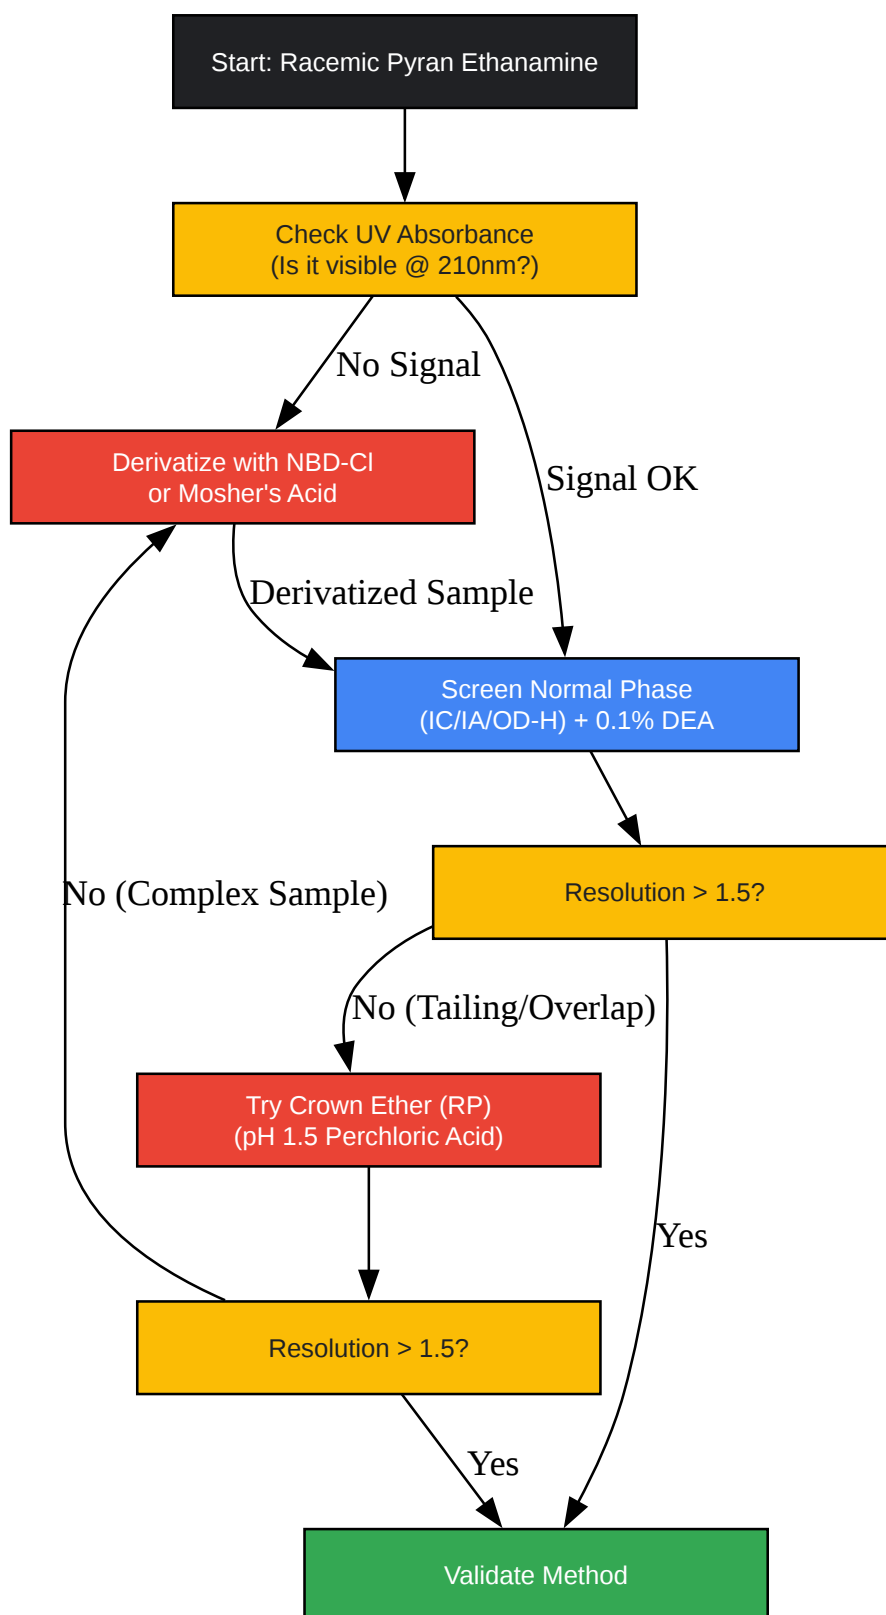 Start: Racemic Pyran Ethanamine
Check UV Absorbance
(Is it visible @ 210nm?)
No Signal
Derivatize with NBD-Cl
or Mosher's Acid
Signal OK
Derivatized Sample
Screen Normal Phase
(IC/IA/OD-H) + 0.1% DEA
Resolution > 1.5?
No (Complex Sample)
No (Tailing/Overlap)
Try Crown Ether (RP)
(pH 1.5 Perchloric Acid)
Yes
Resolution > 1.5?
Yes
Validate Method